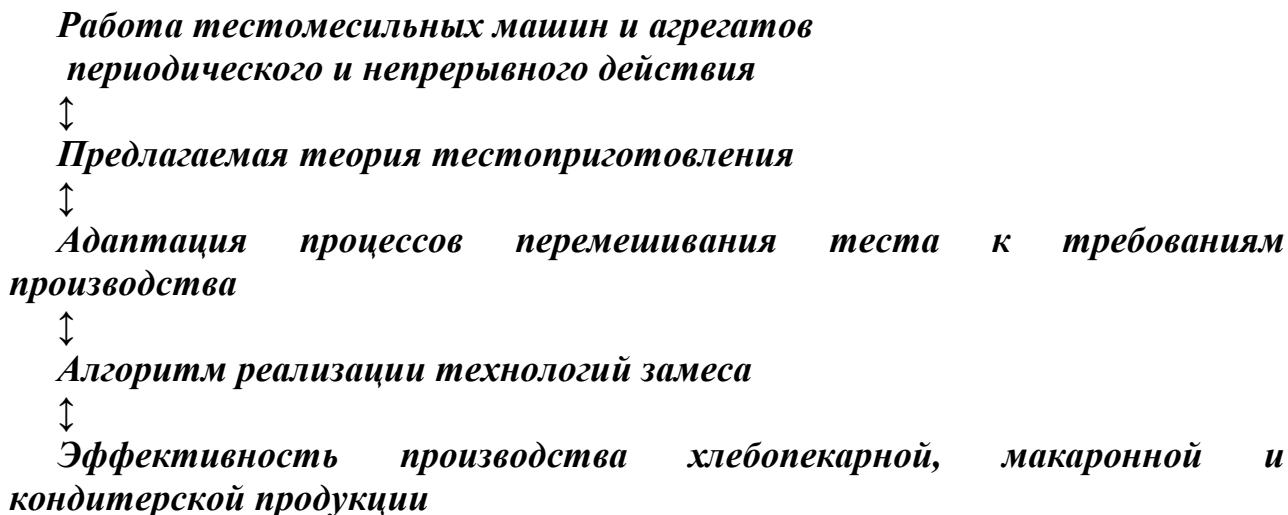 Работа тестомесильных машин и агрегатов
периодического и непрерывного действия
↕
Предлагаемая теория тестоприготовления
↕
Адаптация процессов перемешивания теста к требованиям
производства
↕
Алгоритм реализации технологий замеса
↕
Эффективность производства хлебопекарной, макаронной и
кондитерской продукции